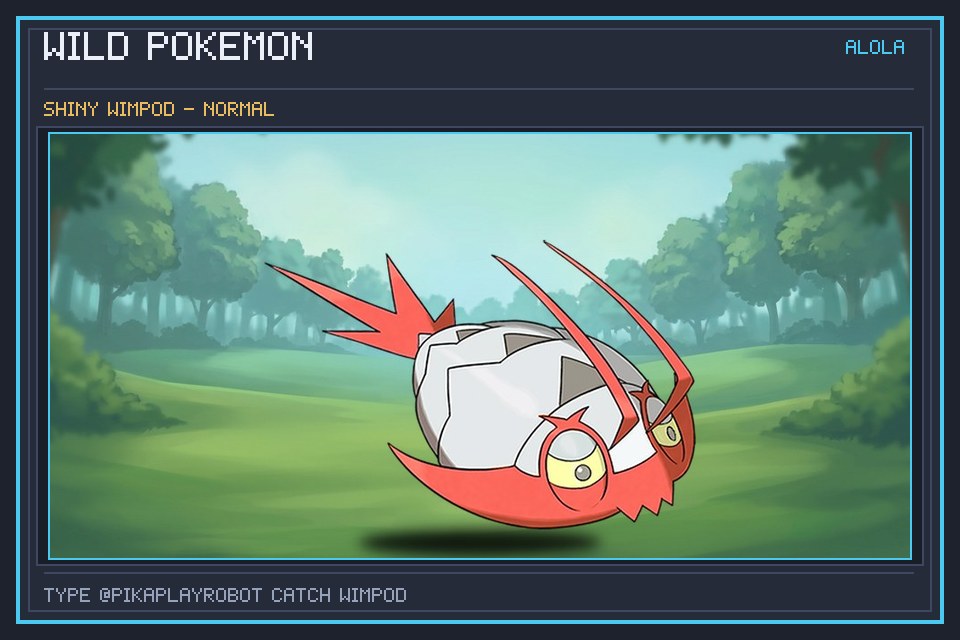 WILD POKEMON
ALOLA
SHINY WIMPOD - NORMAL
TYPE @PIKAPLAYROBOT CATCH WIMPOD